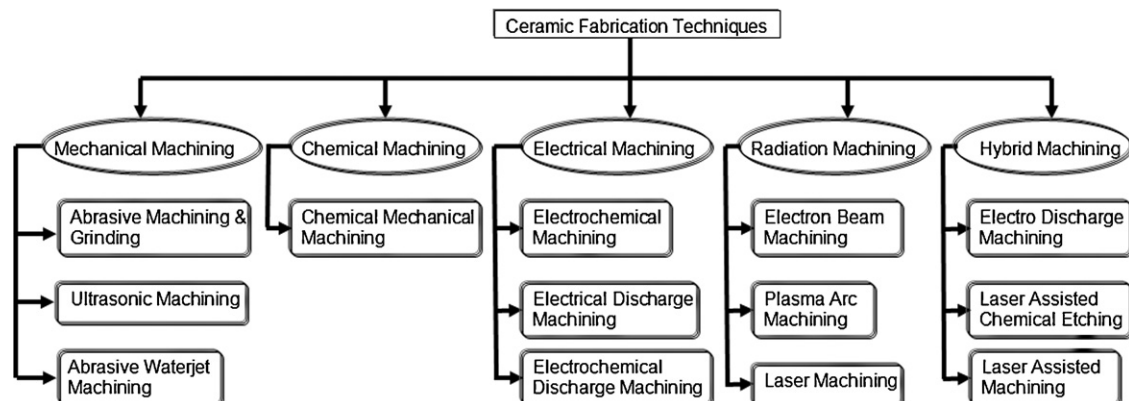 Ceramic Fabrication Techniques
Mechanical Machining
Chemical Machining
Electrical Machining
Radiation Machining
Hybrid Machining
Abrasive Machining &
Grinding
Ultrasonic Machining
Abrasive Waterjet
Machining
Chemical Mechanical
Machining
Electrochemical
Machining
Electrical Discharge
Machining
Electrochemical
Discharge Machining
Electron Beam
Machining
Plasma Arc
Machining
Laser Machining
Electro Discharge
Machining
Laser Assisted
Chemical Etching
Laser Assisted
Machining